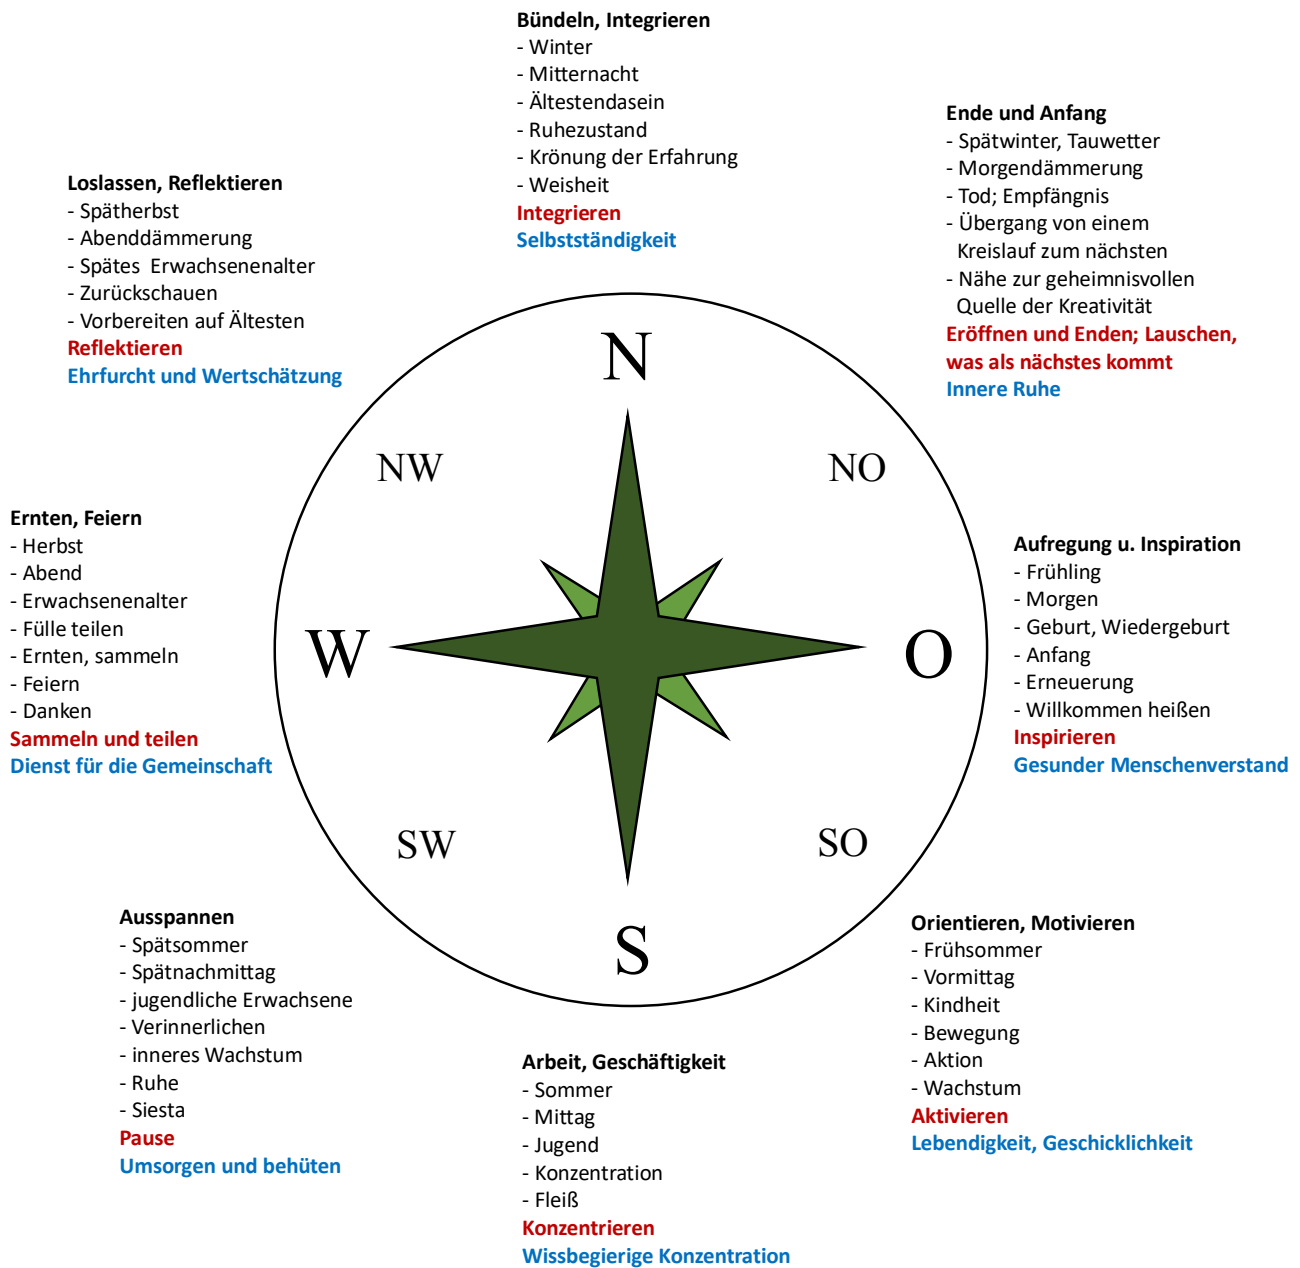 Bündeln, Integrieren
- Winter
- Mitternacht
- Ältestendasein
- Ruhezustand
- Krönung der Erfahrung
- Weisheit
Integrieren
Selbstständigkeit
Ende und Anfang
- Spätwinter, Tauwetter
- Morgendämmerung
- Tod; Empfängnis
- Übergang von einem
Kreislauf zum nächsten
- Nähe zur geheimnisvollen
Quelle der Kreativität
Eröffnen und Enden; Lauschen,
was als nächstes kommt
Innere Ruhe
Loslassen, Reflektieren
- Spätherbst
- Abenddämmerung
- Spätes Erwachsenenalter
- Zurückschauen
- Vorbereiten auf Ältesten
Reflektieren
Ehrfurcht und Wertschätzung
N
NW
NO
Ernten, Feiern
- Herbst
- Abend
- Erwachsenenalter
- Fülle teilen
- Ernten, sammeln
- Feiern
- Danken
Sammeln und teilen
Dienst für die Gemeinschaft
W
O
Aufregung u. Inspiration
- Frühling
- Morgen
- Geburt, Wiedergeburt
- Anfang
- Erneuerung
- Willkommen heißen
Inspirieren
Gesunder Menschenverstand
SW
SO
S
Ausspannen
- Spätsommer
- Spätnachmittag
- jugendliche Erwachsene
- Verinnerlichen
- inneres Wachstum
- Ruhe
- Siesta
Pause
Umsorgen und behüten
Arbeit, Geschäftigkeit
- Sommer
- Mittag
- Jugend
- Konzentration
- Fleiß
Konzentrieren
Wissbegierige Konzentration
Orientieren, Motivieren
- Frühsommer
- Vormittag
- Kindheit
- Bewegung
- Aktion
- Wachstum
Aktivieren
Lebendigkeit, Geschicklichkeit